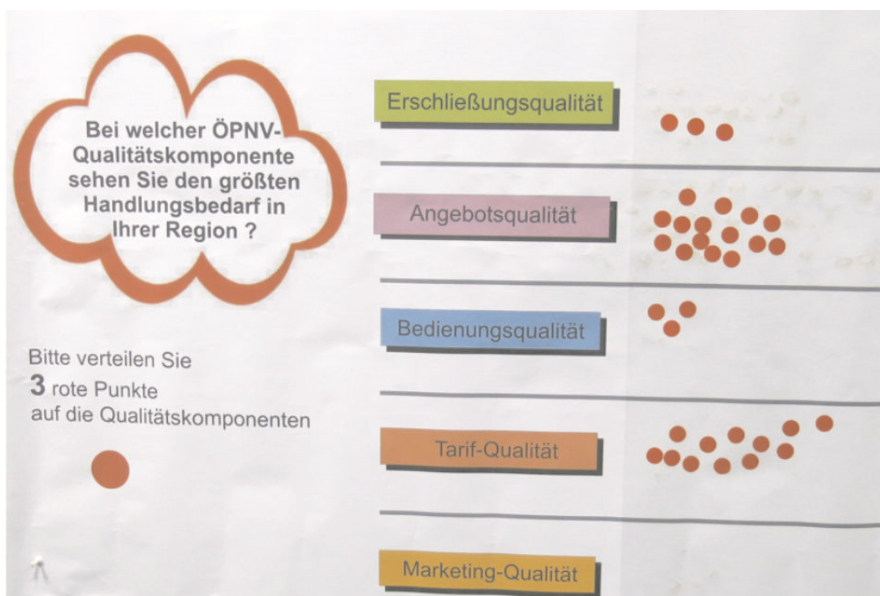 Bei welcher ÖPNV-
Qualitätskomponente
sehen Sie den größten
Handlungsbedarf in
Ihrer Region ?
Bitte verteilen Sie
3 rote Punkte
auf die Qualitätskomponenten
Erschließungsqualität
Angebotsqualität
Bedienungsqualität
Tarif-Qualität
Marketing-Qualität